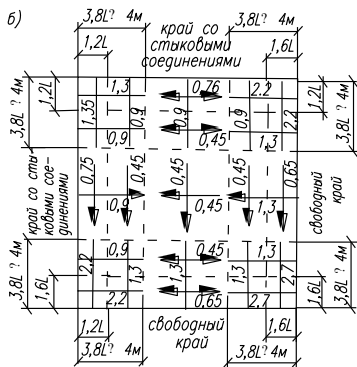 б)
3,8L? 4м
край со
стыковыми
соединениями
3,8L? 4м
1,2L
1,6L
3,8L? 4м
1,2L
1,3
0,76
2.2
1,2L
3,8L? 4м
1,35
0,9
0,9
0,9
2,2
0,9
0,45
1,3
край со сты
ковыми сое-
динениями
0,75
0,45
0,45
0,45
0,65
свободный
край
0,9
0,45
1,3
3,8L? 4м
1,6L
0,9
0,45
1,3
2,2
1,3
1,3
1,3
2,7
1,6L
3,8L? 4м
2,2
0,65
2,7
1,2L
свободный
край
1,6L
3,8L? 4м
3,8L? 4м